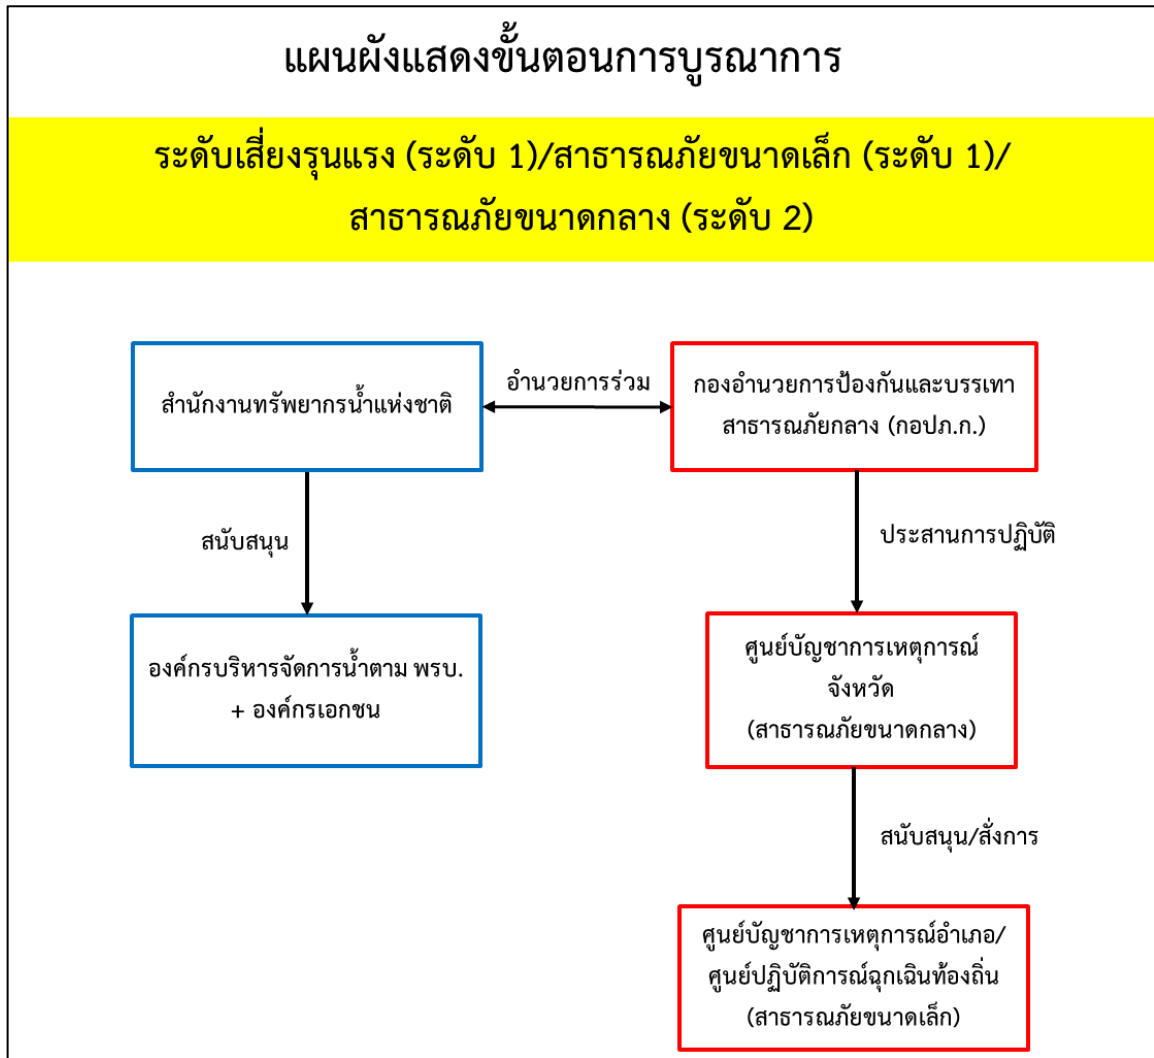 แผนผังแสดงขั้นตอนการบูรณาการ
ระดับเสี่ยงรุนแรง (ระดับ 1)/สาธารณภัยขนาดเล็ก (ระดับ 1)/
สาธารณภัยขนาดกลาง (ระดับ 2)
สำนักงานทรัพยากรน้ำแห่งชาติ
อำนวยการร่วม
กองอำนวยการป้องกันและบรรเทา
สาธารณภัยกลาง (กอปภ.ก.)
สนับสนุน
ประสานการปฏิบัติ
องค์กรบริหารจัดการน้ำตาม พรบ.
+ องค์กรเอกชน
ศูนย์บัญชาการเหตุการณ์
จังหวัด
(สาธารณภัยขนาดกลาง)
สนับสนุน/สั่งการ
ศูนย์บัญชาการเหตุการณ์อำเภอ/
ศูนย์ปฏิบัติการฉุกเฉินท้องถิ่น
(สาธารณภัยขนาดเล็ก)